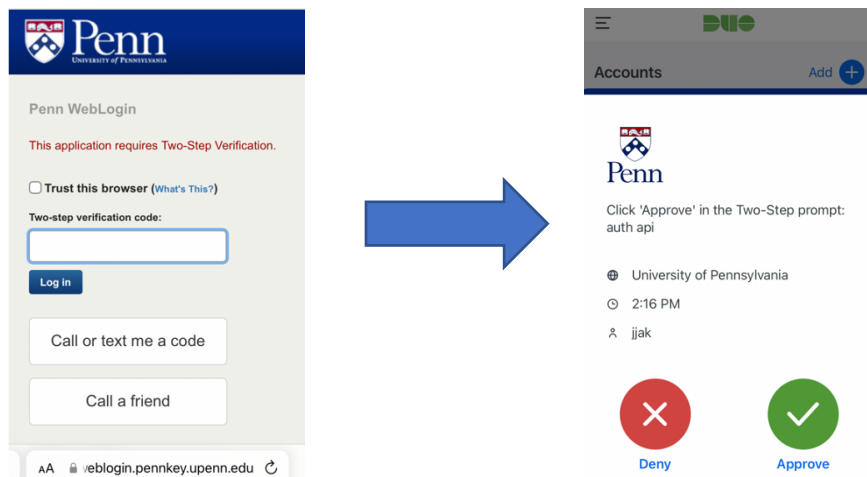 Penn
UNIVERSITY of PENNSYLVANIA
Penn WebLogin
This application requires Two-Step Verification.
Trust this browser (What's This?)
Two-step verification code:
Log in
Call or text me a code
Call a friend
AA veblogin.pennkey.upenn.edu
DUO
Accounts Add
Penn
Click 'Approve' in the Two-Step prompt:
auth api
University of Pennsylvania
2:16 PM
jjak
Deny Approve